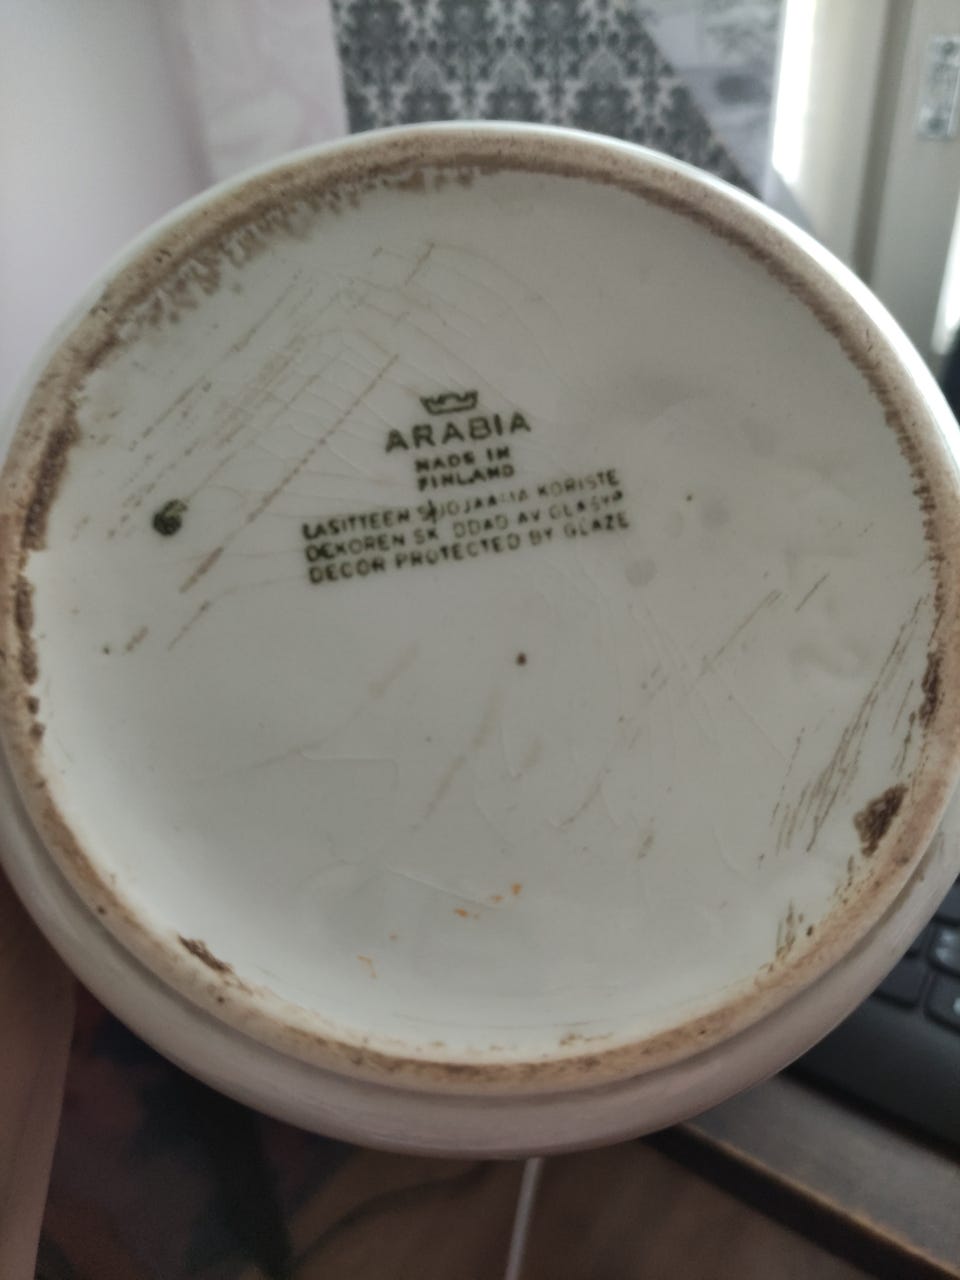 ARABIA
MADE IN
FINLAND
LASITTEEN SUOJAAMA KORISTE
DEKOREN SKYDDAD AV GLASYR
DECOR PROTECTED BY GLAZE